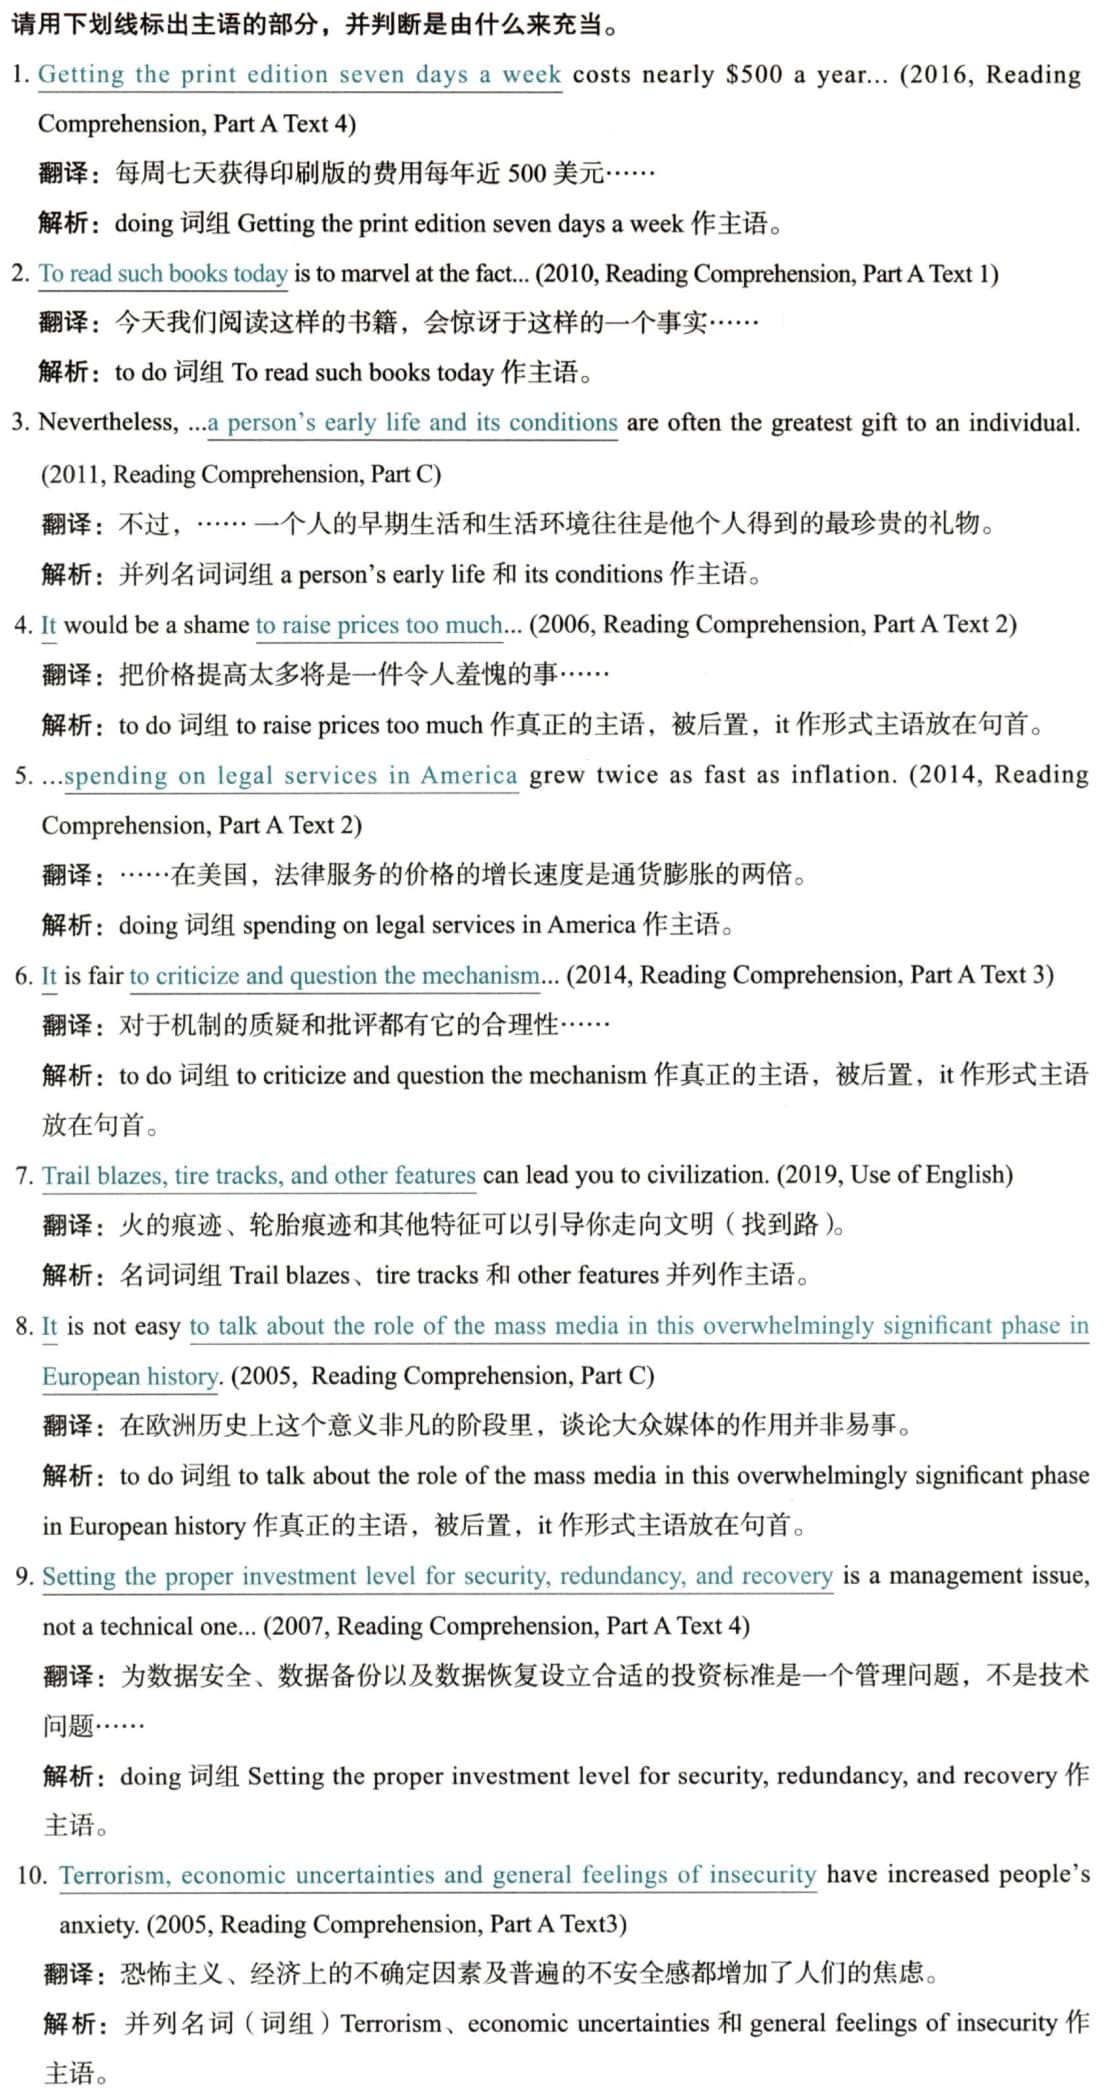 请用下划线标出主语的部分，并判断是由什么来充当。
1. Getting the print edition seven days a week costs nearly $500 a year... (2016, Reading
Comprehension, Part A Text 4)
翻译：每周七天获得印刷版的费用每年近 500 美元……
解析：doing 词组 Getting the print edition seven days a week 作主语。
2. To read such books today is to marvel at the fact... (2010, Reading Comprehension, Part A Text 1)
翻译：今天我们阅读这样的书籍，会惊讶于这样的一个事实……
解析：to do 词组 To read such books today 作主语。
3. Nevertheless, ...a person's early life and its conditions are often the greatest gift to an individual.
(2011, Reading Comprehension, Part C)
翻译：不过，……一个人的早期生活和生活环境往往是他个人得到的最珍贵的礼物。
解析：并列名词词组 a person's early life 和 its conditions 作主语。
4. It would be a shame to raise prices too much... (2006, Reading Comprehension, Part A Text 2)
翻译：把价格提高太多将是一件令人羞愧的事……
解析：to do 词组 to raise prices too much 作真正的主语，被后置，it 作形式主语放在句首。
5. ...spending on legal services in America grew twice as fast as inflation. (2014, Reading
Comprehension, Part A Text 2)
翻译：……在美国，法律服务的价格的增长速度是通货膨胀的两倍。
解析：doing 词组 spending on legal services in America 作主语。
6. It is fair to criticize and question the mechanism... (2014, Reading Comprehension, Part A Text 3)
翻译：对于机制的质疑和批评都有它的合理性……
解析：to do 词组 to criticize and question the mechanism 作真正的主语，被后置，it 作形式主语
放在句首。
7. Trail blazes, tire tracks, and other features can lead you to civilization. (2019, Use of English)
翻译：火的痕迹、轮胎痕迹和其他特征可以引导你走向文明（找到路）。
解析：名词词组 Trail blazes、tire tracks 和 other features 并列作主语。
8. It is not easy to talk about the role of the mass media in this overwhelmingly significant phase in
European history. (2005, Reading Comprehension, Part C)
翻译：在欧洲历史上这个意义非凡的阶段里，谈论大众媒体的作用并非易事。
解析：to do 词组 to talk about the role of the mass media in this overwhelmingly significant phase
in European history 作真正的主语，被后置，it 作形式主语放在句首。
9. Setting the proper investment level for security, redundancy, and recovery is a management issue,
not a technical one... (2007, Reading Comprehension, Part A Text 4)
翻译：为数据安全、数据备份以及数据恢复设立合适的投资标准是一个管理问题，不是技术
问题……
解析：doing 词组 Setting the proper investment level for security, redundancy, and recovery 作
主语。
10. Terrorism, economic uncertainties and general feelings of insecurity have increased people's
anxiety. (2005, Reading Comprehension, Part A Text3)
翻译：恐怖主义、经济上的不确定因素及普遍的不安全感都增加了人们的焦虑。
解析：并列名词（词组）Terrorism、economic uncertainties 和 general feelings of insecurity 作
主语。